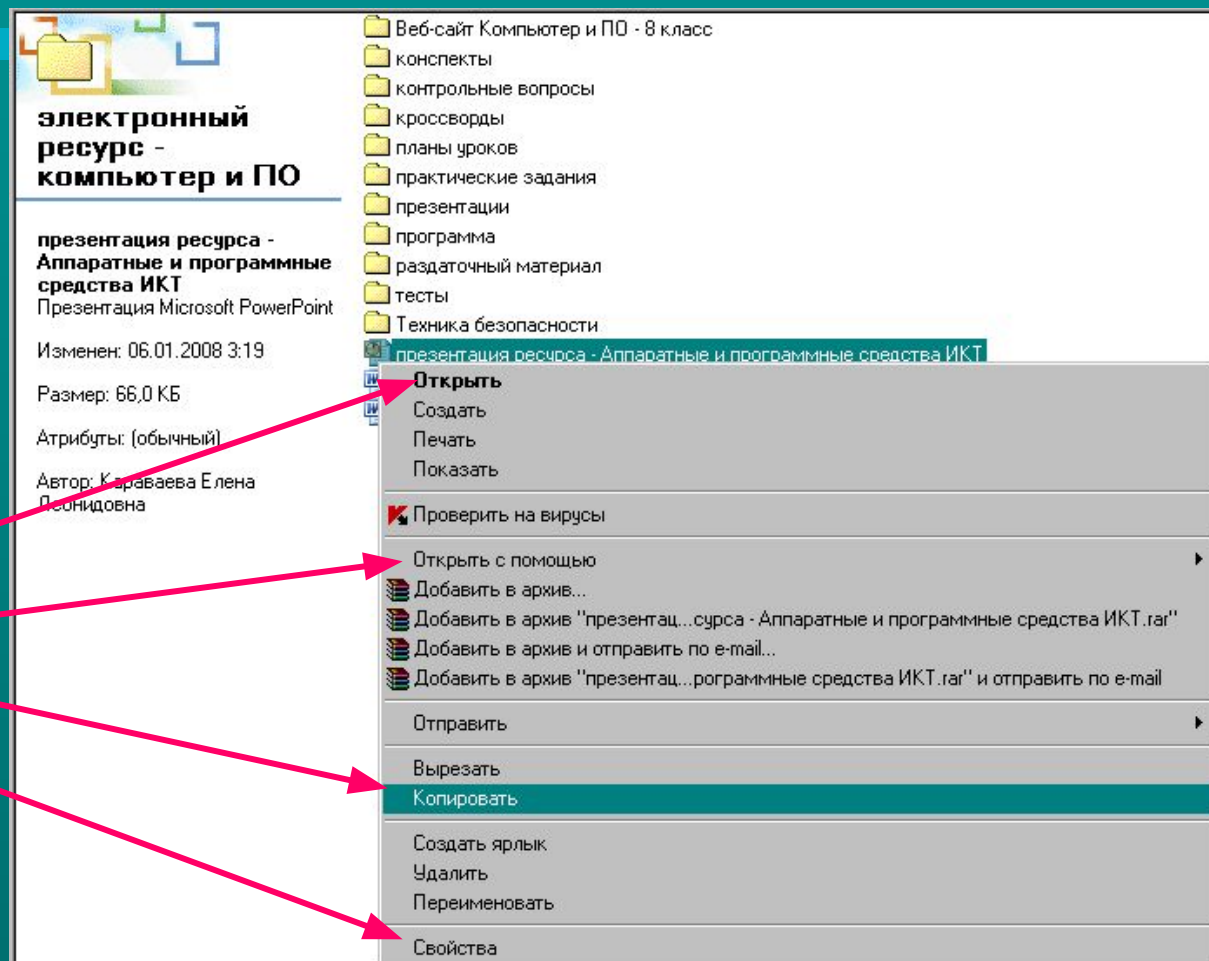 электронный
ресурс -
компьютер и ПО
презентация ресурса -
Аппаратные и программные
средства ИКТ
Презентация Microsoft PowerPoint
Изменен: 06.01.2008 3:19
Размер: 66,0 КБ
Атрибуты: (обычный)
Автор: Караваева Елена
Леонидовна
Веб-сайт Компьютер и ПО - 8 класс
конспекты
контрольные вопросы
кроссворды
планы уроков
практические задания
презентации
программа
раздаточный материал
тесты
Техника безопасности
презентация ресурса - Аппаратные и программные средства ИКТ
Открыть
Создать
Печать
Показать
Проверить на вирусы
Открыть с помощью
Добавить в архив...
Добавить в архив "презентац...сурса - Аппаратные и программные средства ИКТ.rar"
Добавить в архив и отправить по e-mail...
Добавить в архив "презентац...рограммные средства ИКТ.rar" и отправить по e-mail
Отправить
Вырезать
Копировать
Создать ярлык
Удалить
Переименовать
Свойства